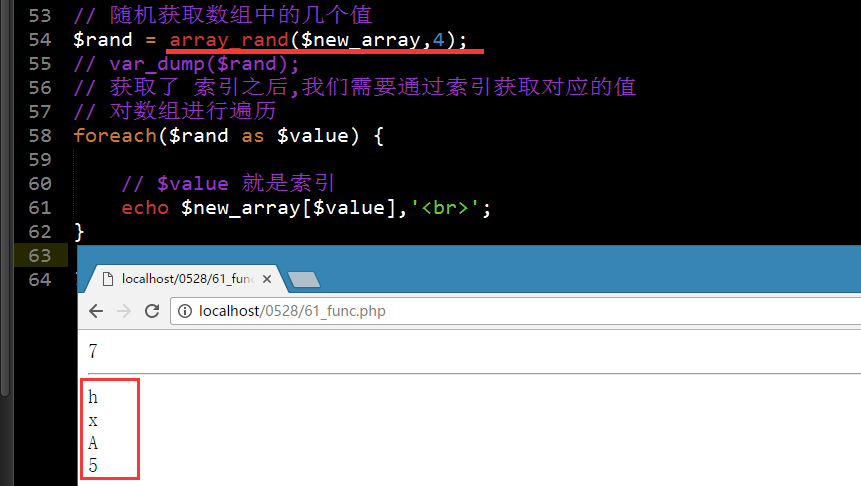 53 // 随机获取数组中的几个值
54 $rand = array_rand($new_array,4);
55 // var_dump($rand);
56 // 获取了 索引之后,我们需要通过索引获取对应的值
57 // 对数组进行遍历
58 foreach($rand as $value) {
59
60 // $value 就是索引
61 echo $new_array[$value],'<br>';
62 }
63
64
localhost/0528/61_func
localhost/0528/61_func.php
7
h
x
A
5